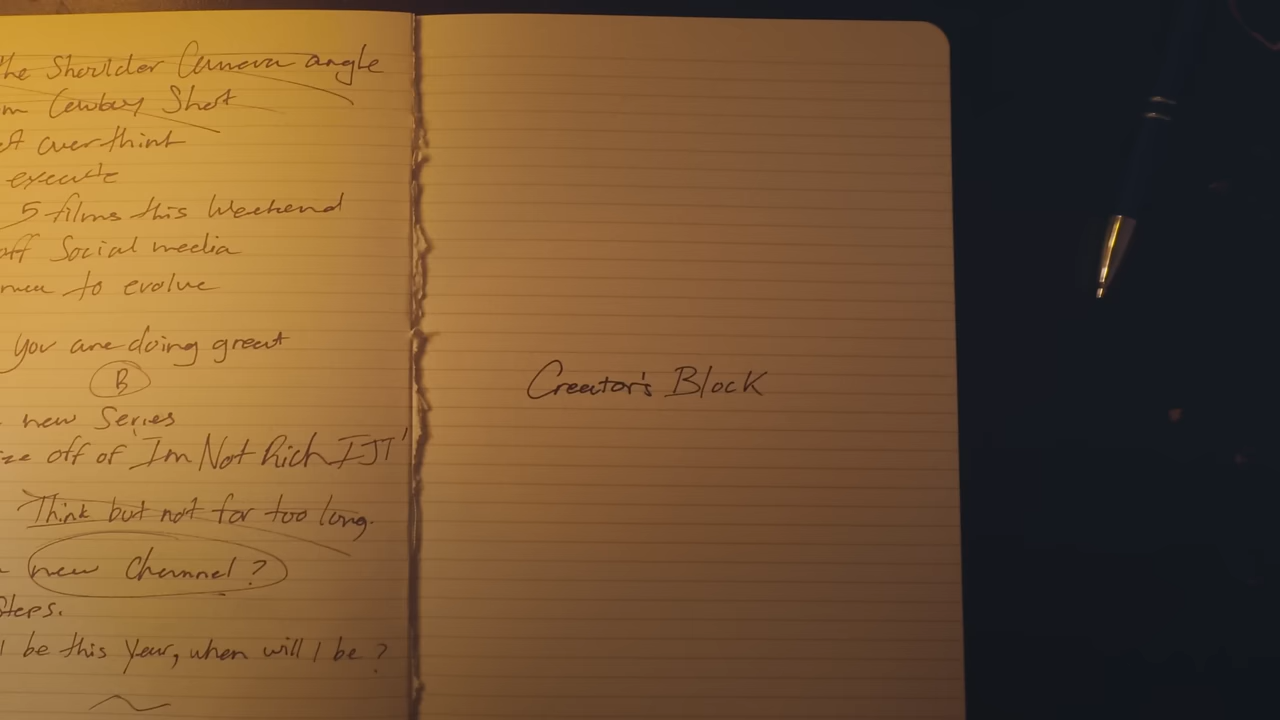 the Shoulder Camera angle
Cowboy Shot
overthink
execute
5 films this Weekend
off Social media
to evolve
You are doing great
B
new Series
off of 'Im Not Rich IJT'
Think but not for too long.
new Channel?
Steps.
I be this Year, when will I be?
Creator's Block